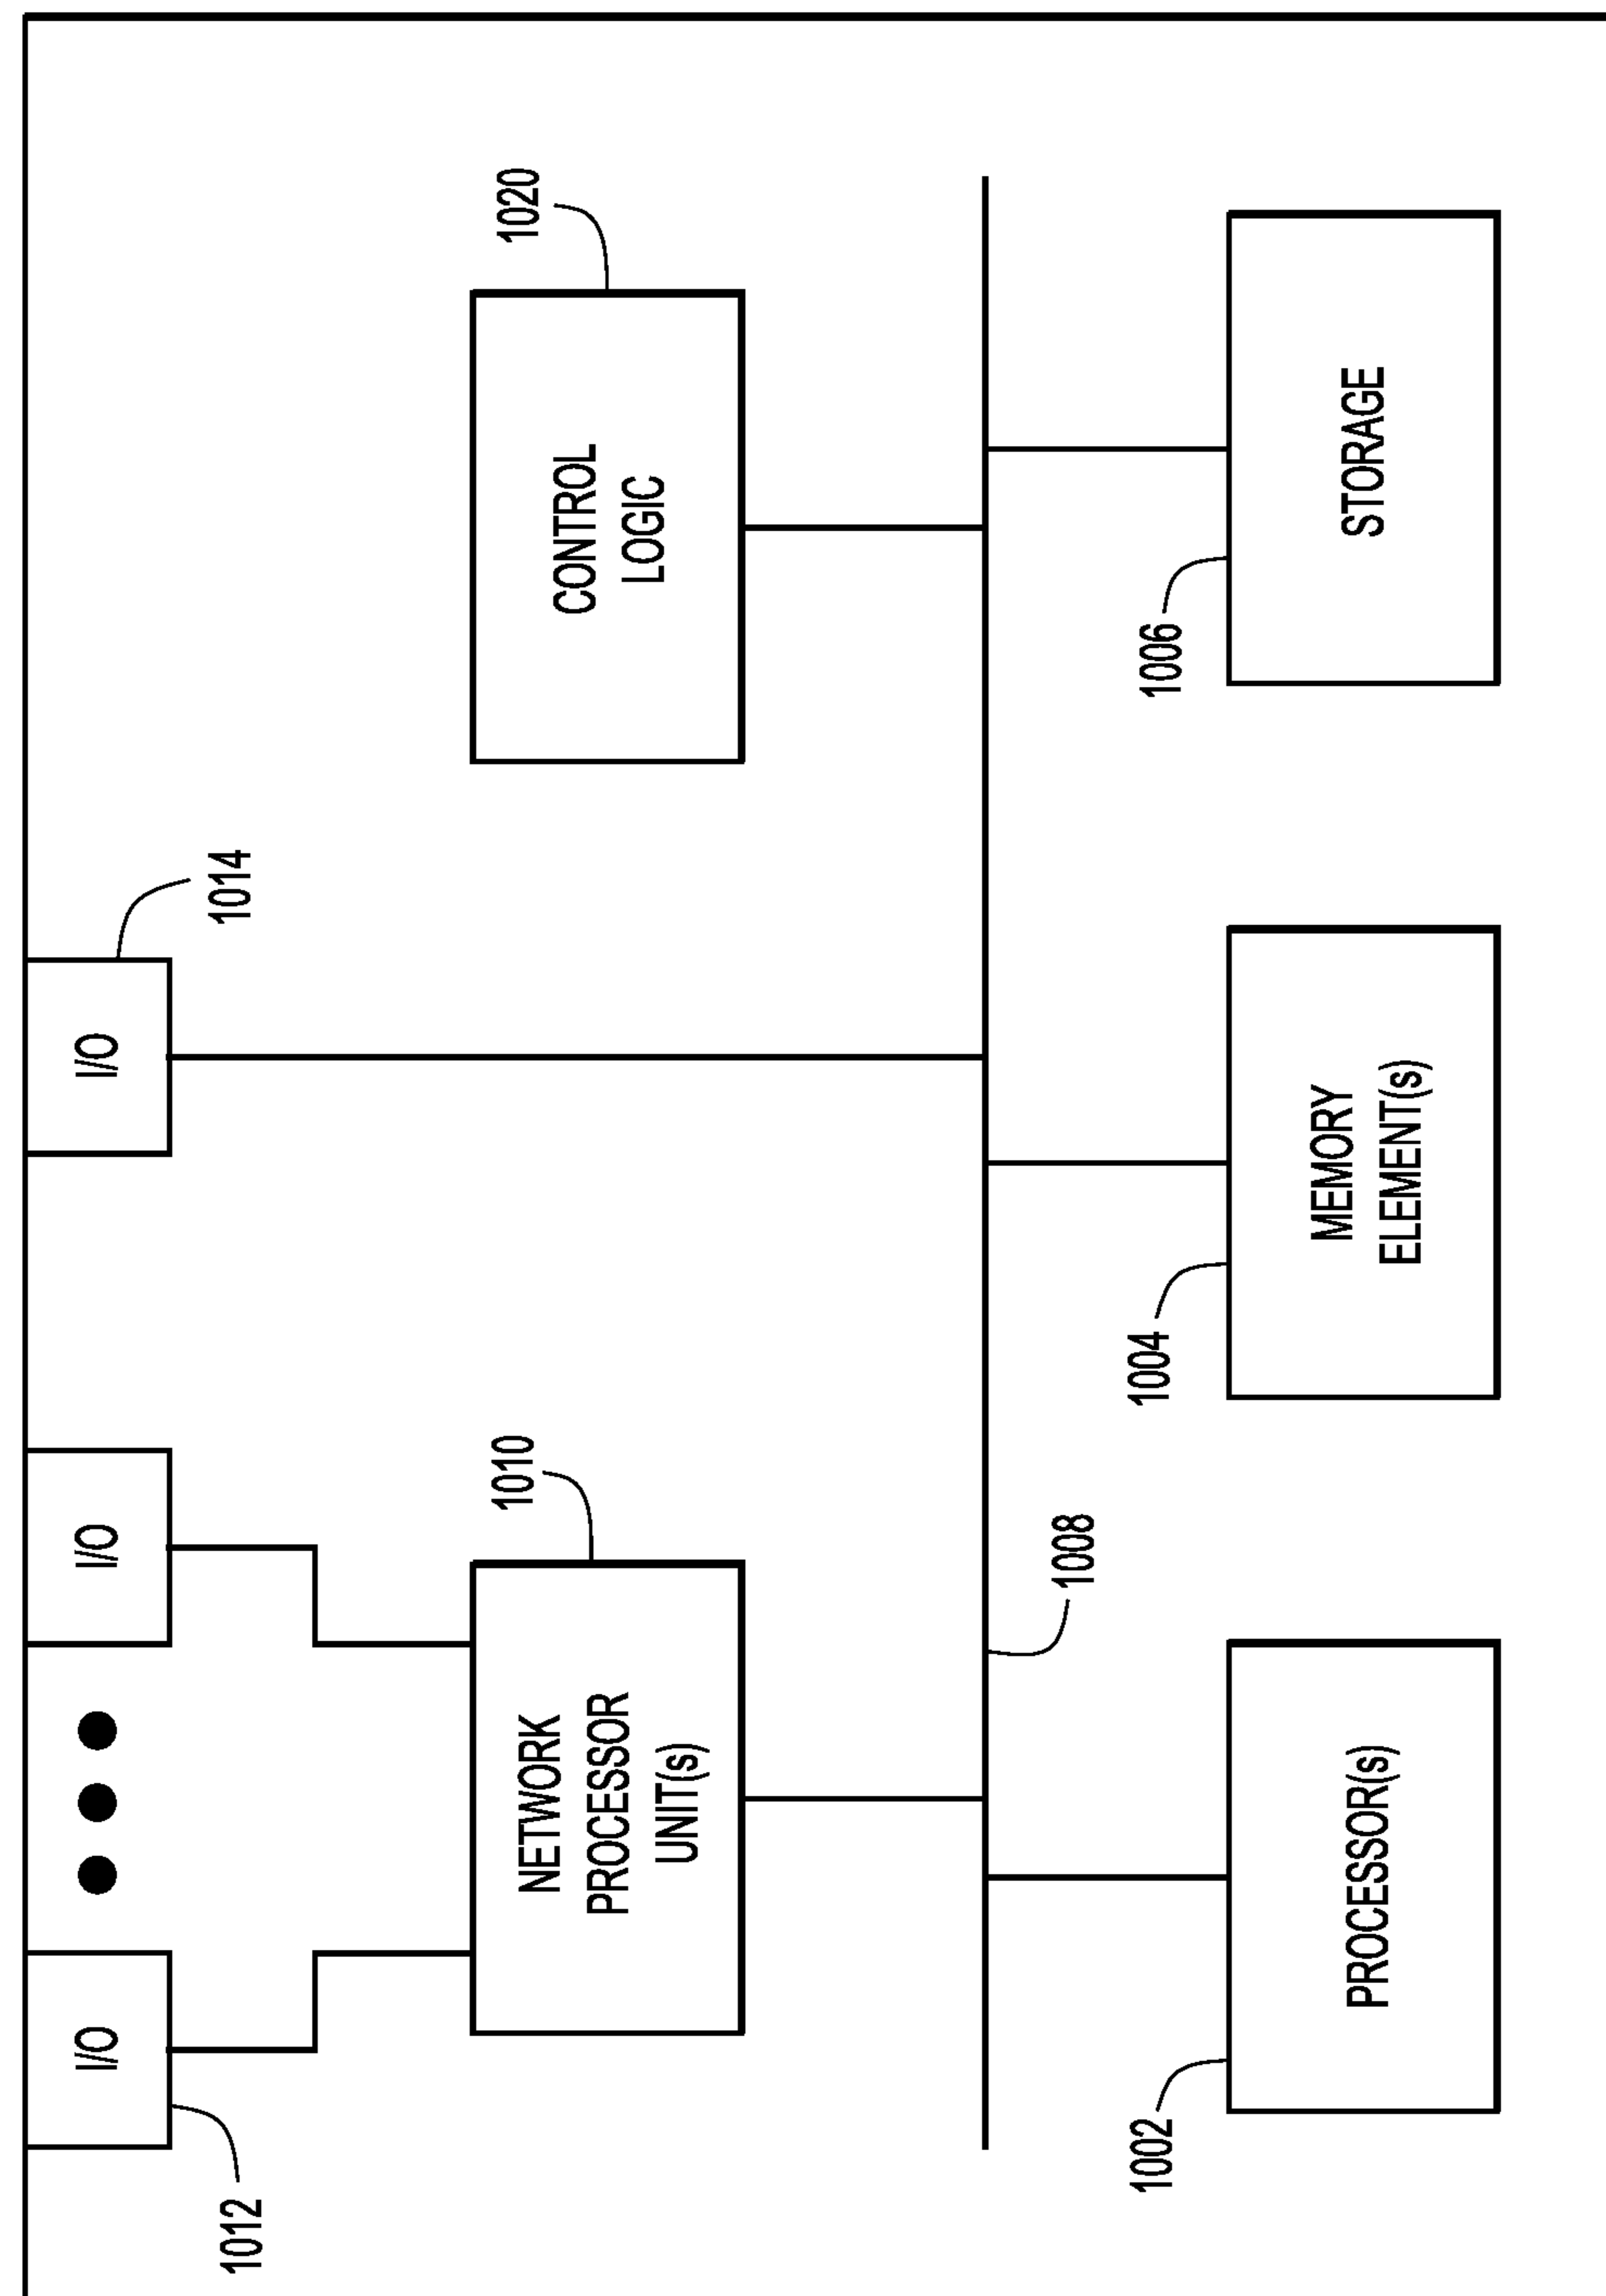 1012
I/O
I/O
I/O
1014
1010
NETWORK
PROCESSOR
UNIT(s)
1020
CONTROL
LOGIC
1008
1002
PROCESSOR(s)
1004
MEMORY
ELEMENT(s)
1006
STORAGE